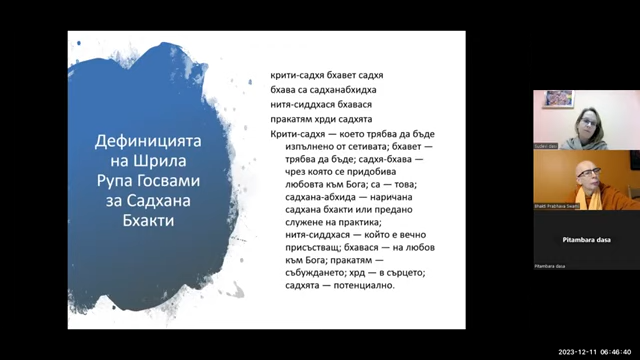 Дефиницията
на Шрила
Рупа Госвами
за Садхана
Бхакти
крити-садхя бхавет садхя
бхава са садханабхидха
нитя-сиддхася бхавася
пракатям хрди садхята
Крити-садхя — което трябва да бъде
изпълнено от сетивата; бхавет —
трябва да бъде; садхя-бхава —
чрез която се придобива
любовта към Бога; са — това;
садхана-абхида — наричана
садхана бхакти или предано
служене на практика;
нитя-сиддхася — който е вечно
присъстващ; бхавася — на любов
към Бога; пракатям —
събуждането; хрд — в сърцето;
садхята — потенциално.
Bhakti Prabhava Swami
Pitambara dasa
Pitambara dasa
2023-12-11 06:46:40